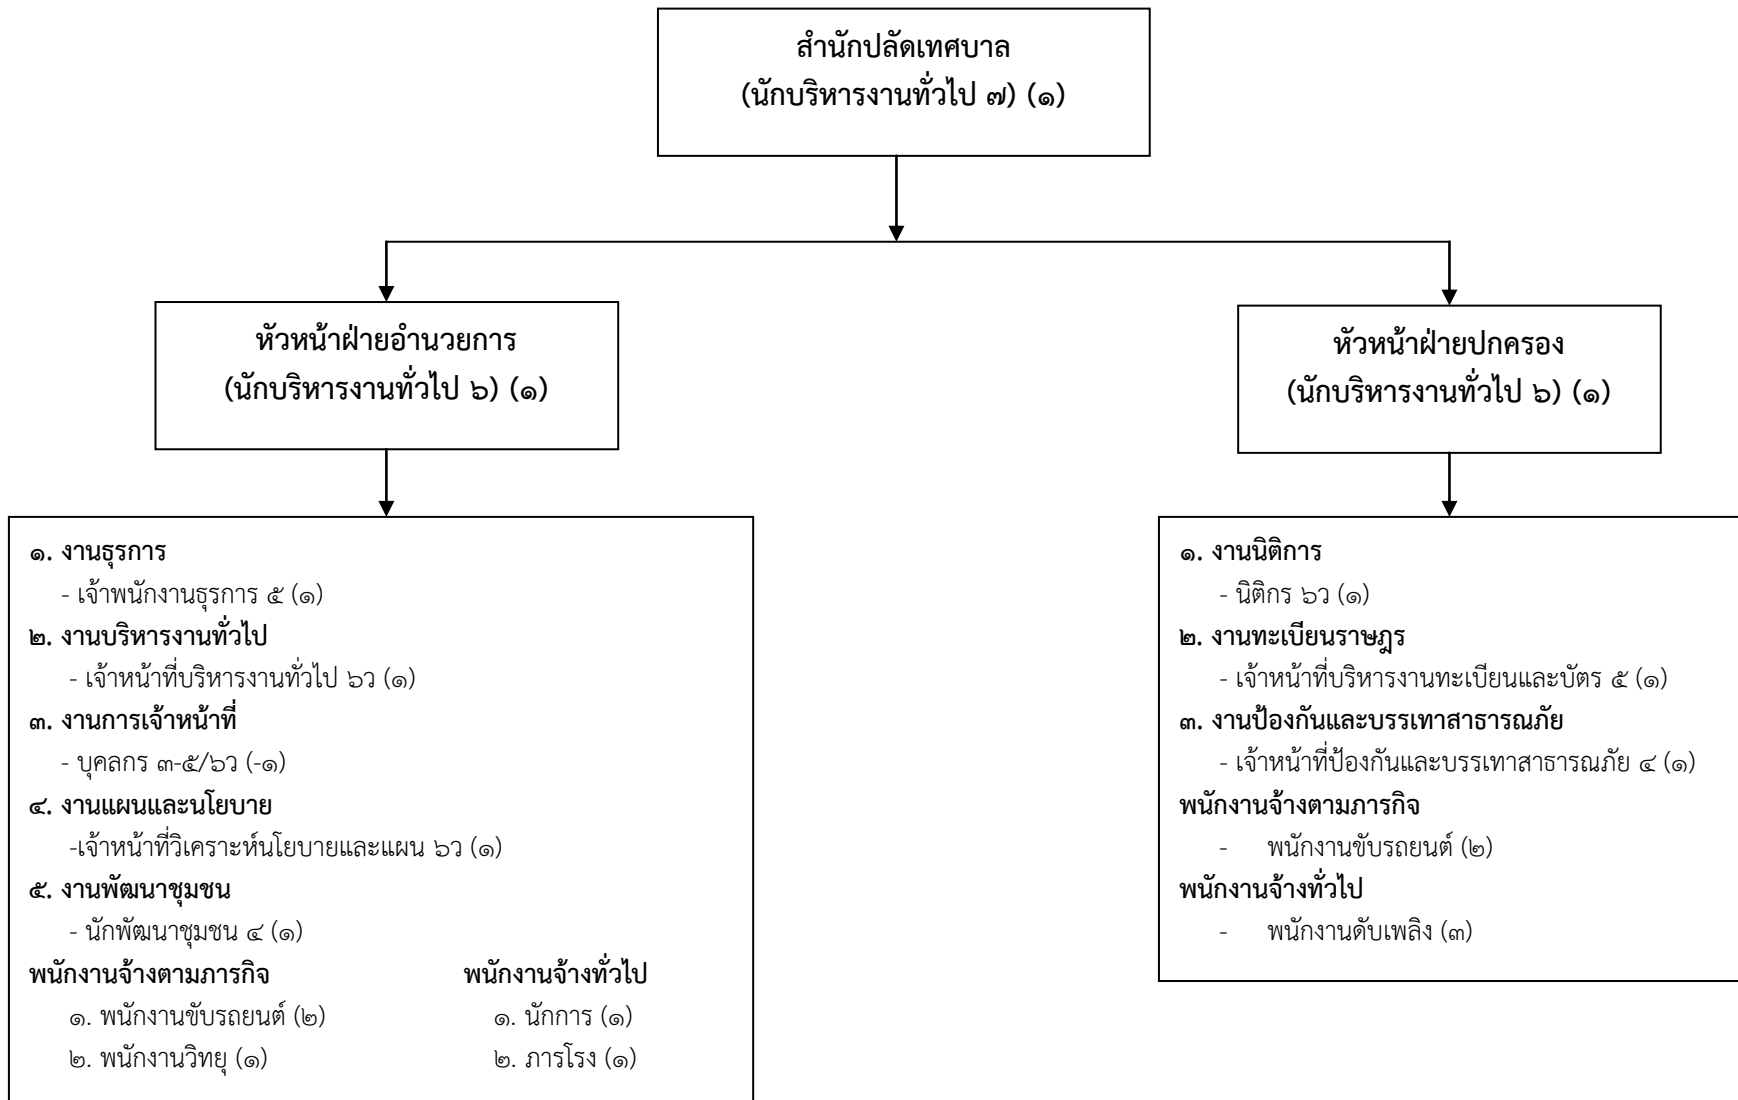 สำนักปลัดเทศบาล
(นักบริหารงานทั่วไป ๗) (๑)
หัวหน้าฝ่ายอำนวยการ
(นักบริหารงานทั่วไป ๖) (๑)
หัวหน้าฝ่ายปกครอง
(นักบริหารงานทั่วไป ๖) (๑)
๑. งานธุรการ
- เจ้าพนักงานธุรการ ๕ (๑)
๒. งานบริหารงานทั่วไป
- เจ้าหน้าที่บริหารงานทั่วไป ๖ว (๑)
๓. งานการเจ้าหน้าที่
- บุคลากร ๓-๕/๖ว (-๑)
๔. งานแผนและนโยบาย
-เจ้าหน้าที่วิเคราะห์นโยบายและแผน ๖ว (๑)
๕. งานพัฒนาชุมชน
- นักพัฒนาชุมชน ๔ (๑)
พนักงานจ้างตามภารกิจ
๑. พนักงานขับรถยนต์ (๒)
๒. พนักงานวิทยุ (๑)
พนักงานจ้างทั่วไป
๑. นักการ (๑)
๒. ภารโรง (๑)
๑. งานนิติการ
- นิติกร ๖ว (๑)
๒. งานทะเบียนราษฎร
- เจ้าหน้าที่บริหารงานทะเบียนและบัตร ๕ (๑)
๓. งานป้องกันและบรรเทาสาธารณภัย
- เจ้าหน้าที่ป้องกันและบรรเทาสาธารณภัย ๔ (๑)
พนักงานจ้างตามภารกิจ
- พนักงานขับรถยนต์ (๒)
พนักงานจ้างทั่วไป
- พนักงานดับเพลิง (๓)